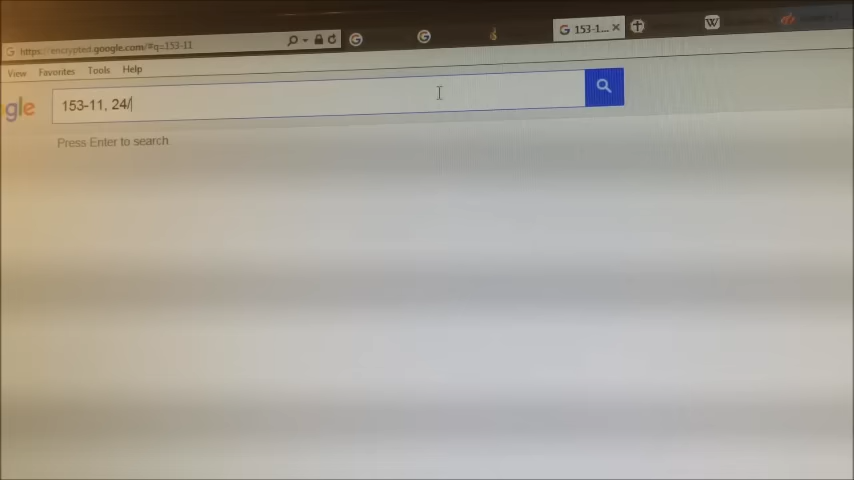 https://encrypted.google.com/#q=153-11
G 153-1... ×
W
View Favorites Tools Help
gle 153-11, 24/
Press Enter to search